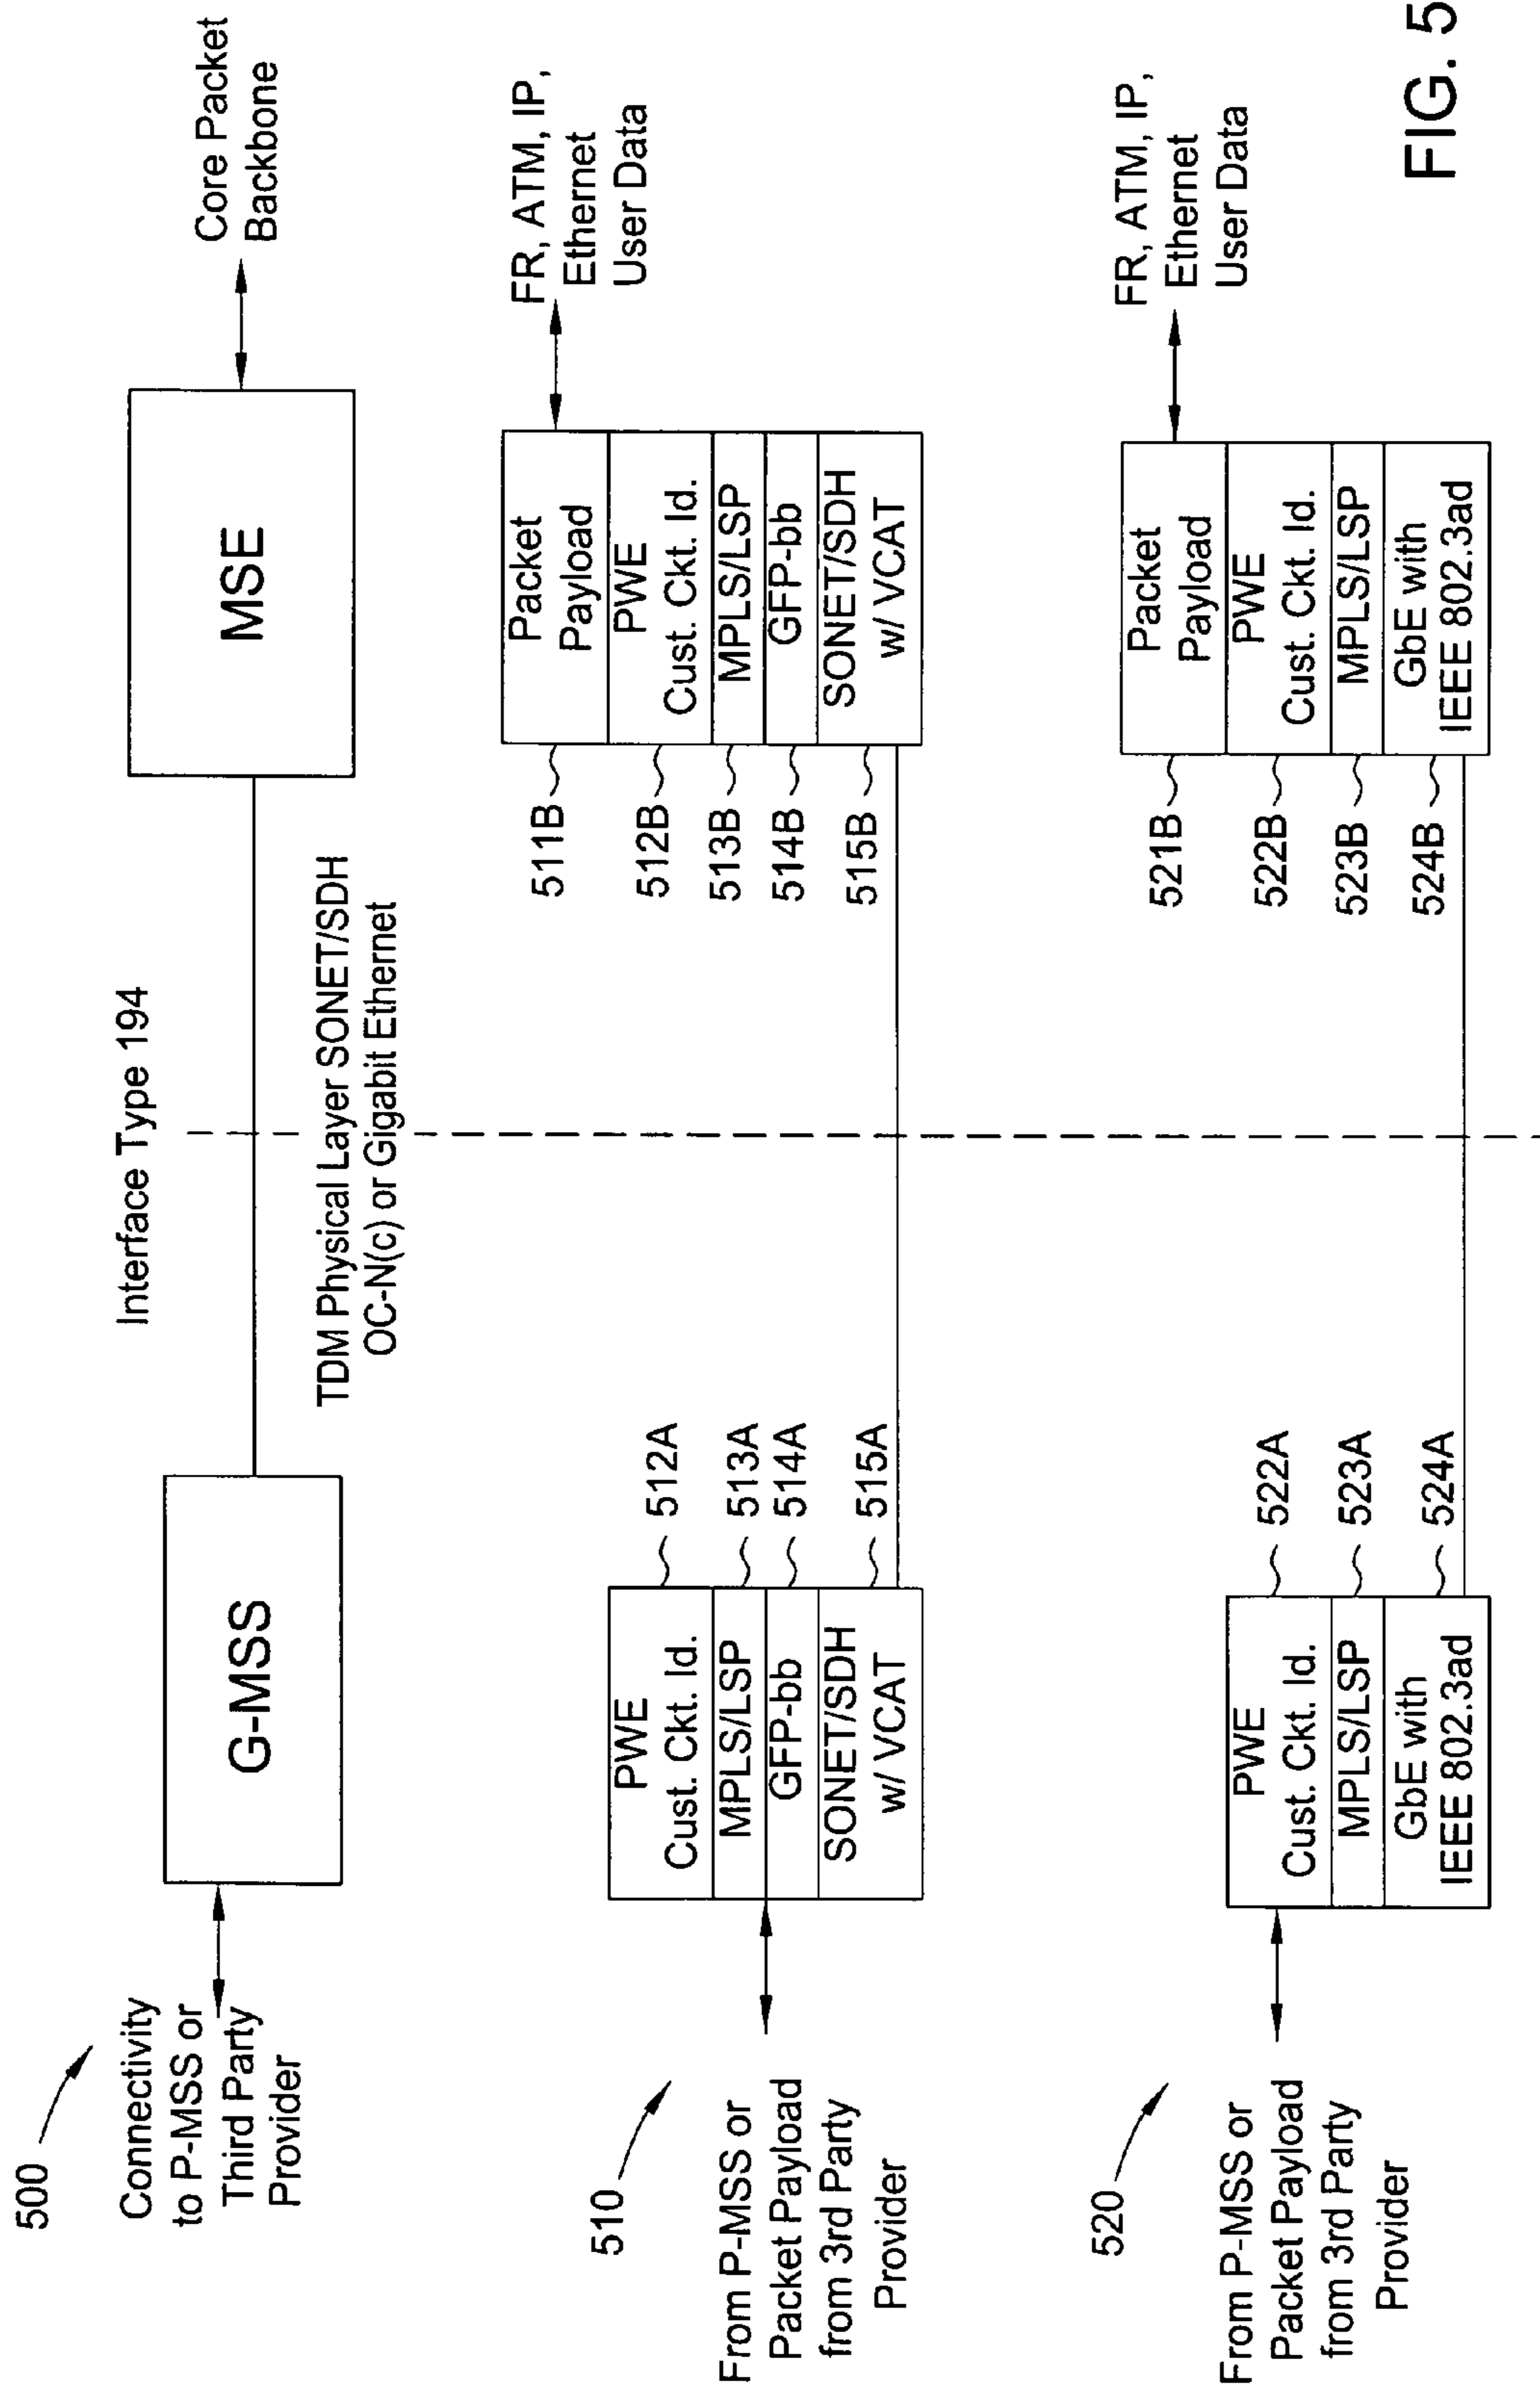 500
Connectivity
to P-MSS or
Third Party
Provider
G-MSS
Interface Type 194
TDM Physical Layer SONET/SDH
OC-N(c) or Gigabit Ethernet
MSE
Core Packet
Backbone
510
From P-MSS or
Packet Payload
from 3rd Party
Provider
PWE
Cust. Ckt. Id.
MPLS/LSP
GFP-bb
SONET/SDH
w/ VCAT
512A
513A
514A
515A
511B
512B
513B
514B
515B
Packet
Payload
PWE
Cust. Ckt. Id.
MPLS/LSP
GFP-bb
SONET/SDH
w/ VCAT
FR, ATM, IP,
Ethernet
User Data
520
From P-MSS or
Packet Payload
from 3rd Party
Provider
PWE
Cust. Ckt. Id.
MPLS/LSP
GbE with
IEEE 802.3ad
522A
523A
524A
521B
522B
523B
524B
Packet
Payload
PWE
Cust. Ckt. Id.
MPLS/LSP
GbE with
IEEE 802.3ad
FR, ATM, IP,
Ethernet
User Data
FIG. 5